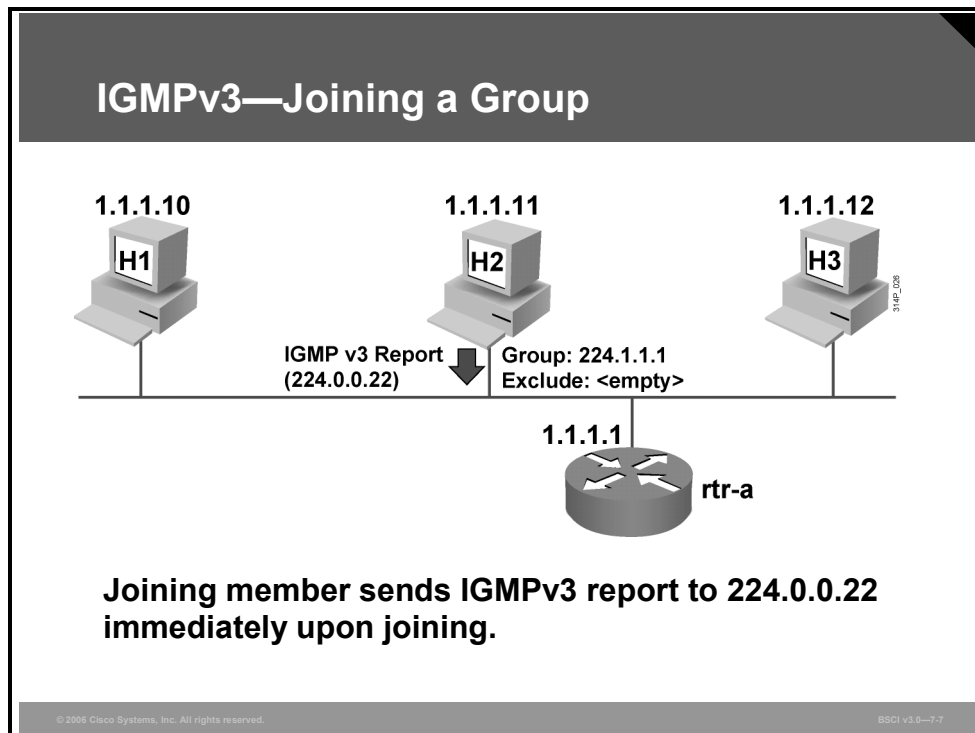 IGMPv3—Joining a Group
1.1.1.10
1.1.1.11
1.1.1.12
H1
H2
H3
314P_026
IGMP v3 Report
(224.0.0.22)
Group: 224.1.1.1
Exclude: <empty>
1.1.1.1
rtr-a
Joining member sends IGMPv3 report to 224.0.0.22
immediately upon joining.
© 2006 Cisco Systems, Inc. All rights reserved.
BSCI v3.0—7-7